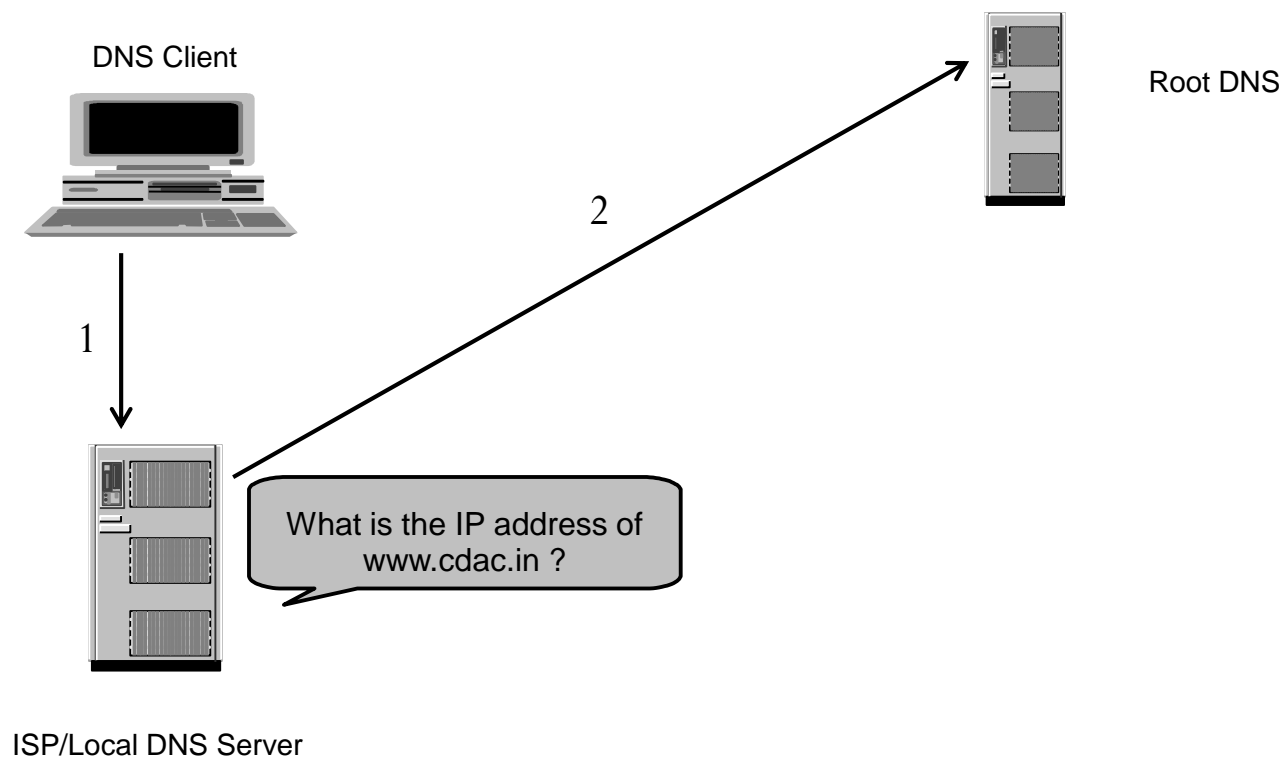 DNS Client
Root DNS
2
1
What is the IP address of
www.cdac.in ?
ISP/Local DNS Server